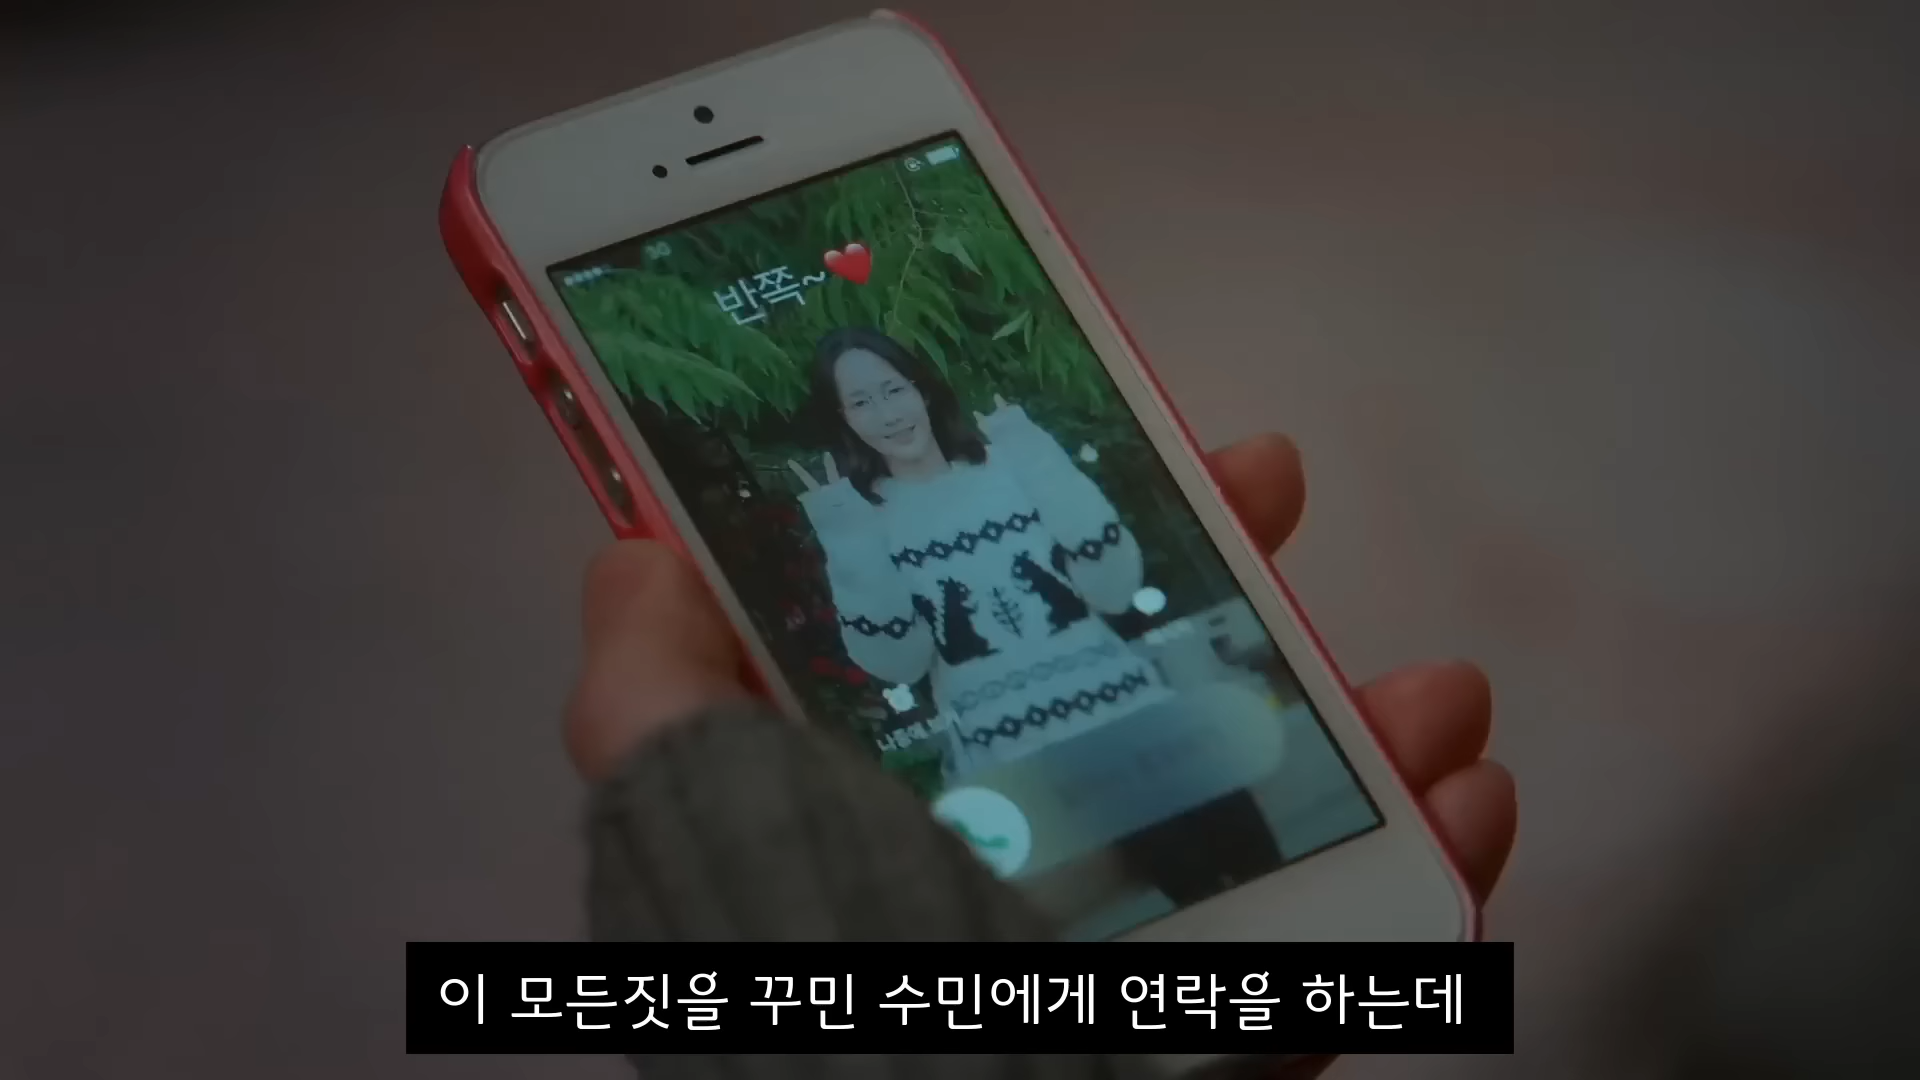 반쪽~❤️
이 모든짓을 꾸민 수민에게 연락을 하는데